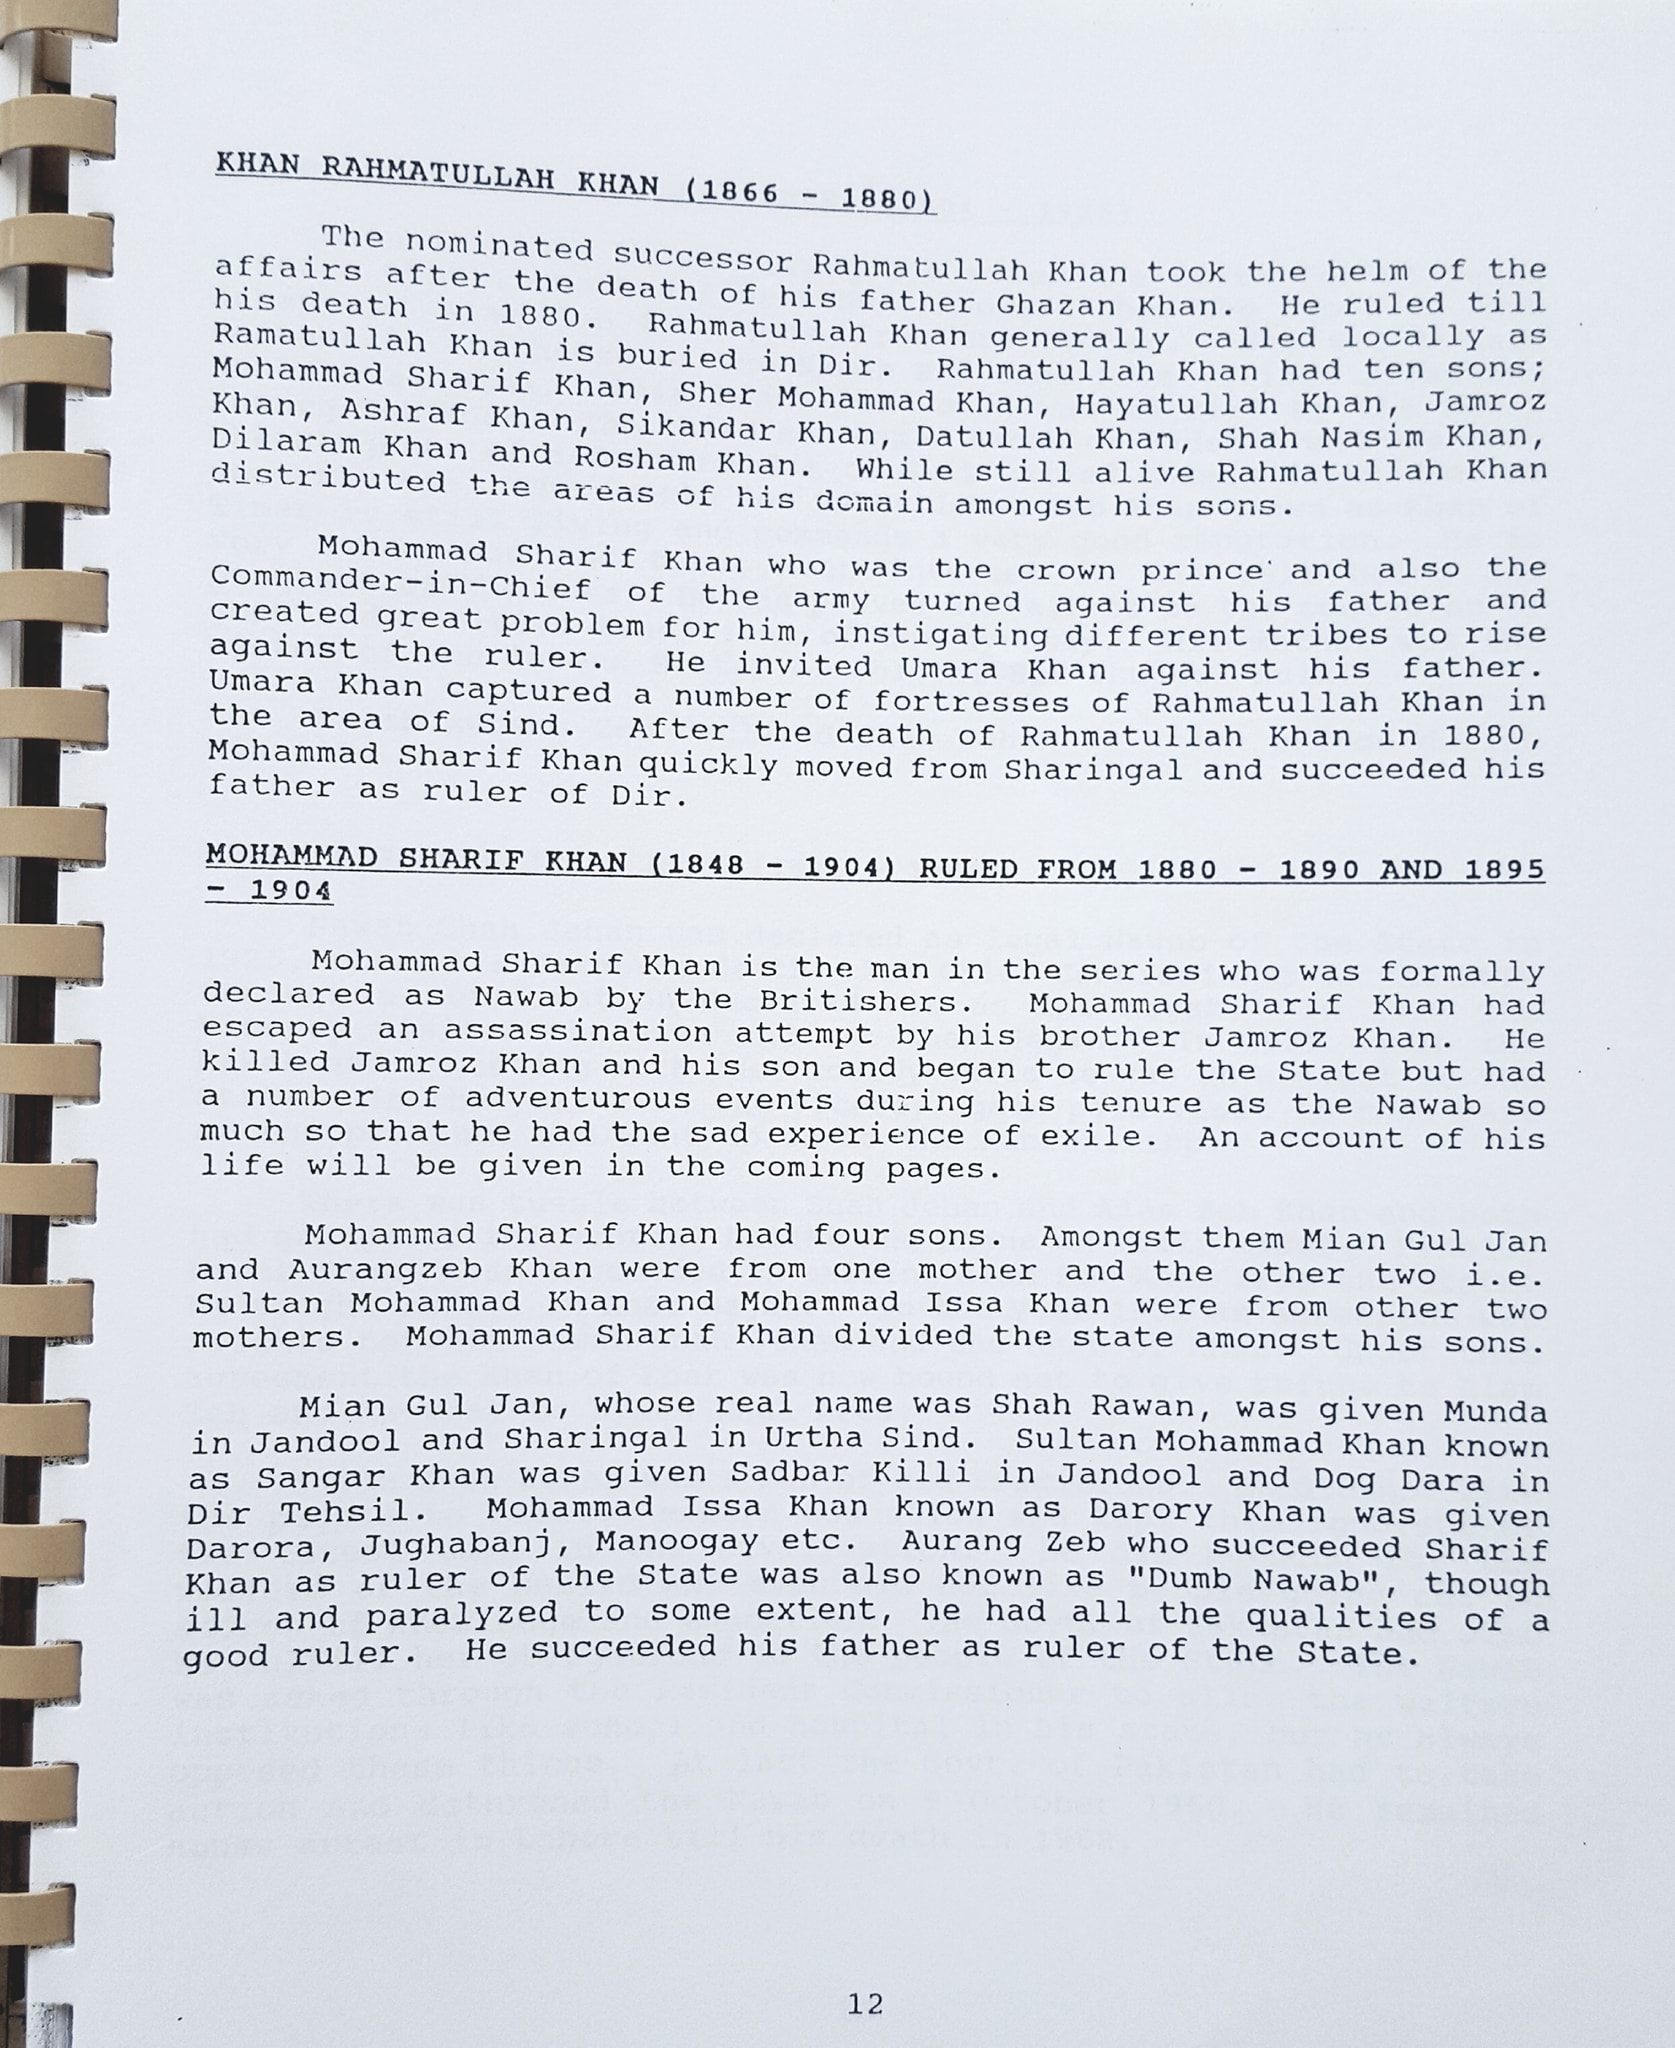 KHAN RAHMATULLAH KHAN (1866 - 1880)
The nominated successor Rahmatullah Khan took the helm of the
affairs after the death of his father Ghazan Khan. He ruled till
his death in 1880. Rahmatullah Khan generally called locally as
Ramatullah Khan is buried in Dir. Rahmatullah Khan had ten sons;
Mohammad Sharif Khan, Sher Mohammad Khan, Hayatullah Khan, Jamroz
Khan, Ashraf Khan, Sikandar Khan, Datullah Khan, Shah Nasim Khan,
Dilaram Khan and Rosham Khan. While still alive Rahmatullah Khan
distributed the areas of his domain amongst his sons.
Mohammad Sharif Khan who was the crown prince and also the
Commander-in-Chief of the army turned against his father and
created great problem for him, instigating different tribes to rise
against the ruler. He invited Umara Khan against his father.
Umara Khan captured a number of fortresses of Rahmatullah Khan in
the area of Sind. After the death of Rahmatullah Khan in 1880,
Mohammad Sharif Khan quickly moved from Sharingal and succeeded his
father as ruler of Dir.
MOHAMMAD SHARIF KHAN (1848 - 1904) RULED FROM 1880 - 1890 AND 1895
- 1904
Mohammad Sharif Khan is the man in the series who was formally
declared as Nawab by the Britishers. Mohammad Sharif Khan had
escaped an assassination attempt by his brother Jamroz Khan. He
killed Jamroz Khan and his son and began to rule the State but had
a number of adventurous events during his tenure as the Nawab so
much so that he had the sad experience of exile. An account of his
life will be given in the coming pages.
Mohammad Sharif Khan had four sons. Amongst them Mian Gul Jan
and Aurangzeb Khan were from one mother and the other two i.e.
Sultan Mohammad Khan and Mohammad Issa Khan were from other two
mothers. Mohammad Sharif Khan divided the state amongst his sons.
Mian Gul Jan, whose real name was Shah Rawan, was given Munda
in Jandool and Sharingal in Urtha Sind. Sultan Mohammad Khan known
as Sangar Khan was given Sadbar Killi in Jandool and Dog Dara in
Dir Tehsil. Mohammad Issa Khan known as Darory Khan was given
Darora, Jughabanj, Manoogay etc. Aurang Zeb who succeeded Sharif
Khan as ruler of the State was also known as "Dumb Nawab", though
ill and paralyzed to some extent, he had all the qualities of a
good ruler. He succeeded his father as ruler of the State.
12